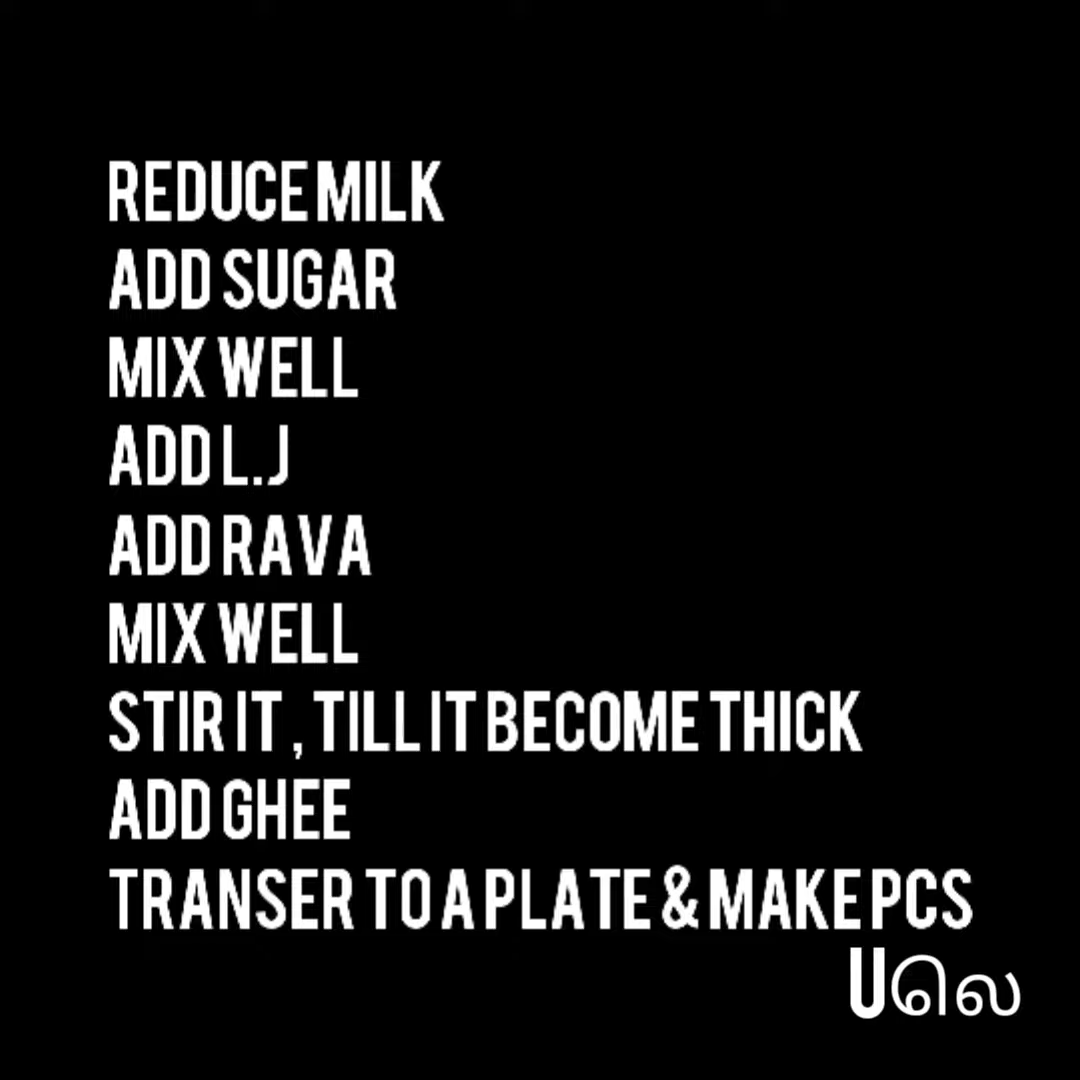 REDUCE MILK
ADD SUGAR
MIX WELL
ADD L.J
ADD RAVA
MIX WELL
STIR IT , TILL IT BECOME THICK
ADD GHEE
TRANSER TO A PLATE & MAKE PCS
Uலெ